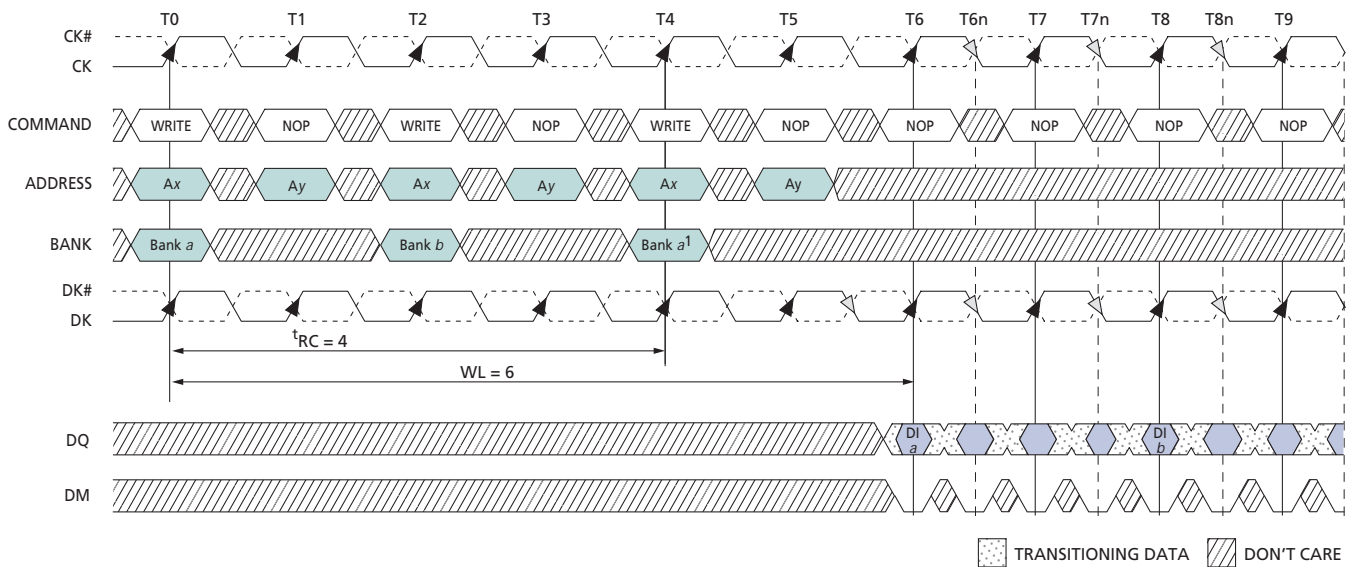 T0 T1 T2 T3 T4 T5 T6 T6n T7 T7n T8 T8n T9
CK#
CK
COMMAND WRITE NOP WRITE NOP WRITE NOP NOP NOP NOP NOP
ADDRESS Ax Ay Ax Ay Ax Ay
BANK Bank a Bank b Bank a¹
DK#
DK
tRC = 4
WL = 6
DQ DI a DI b
DM
TRANSITIONING DATA DON'T CARE